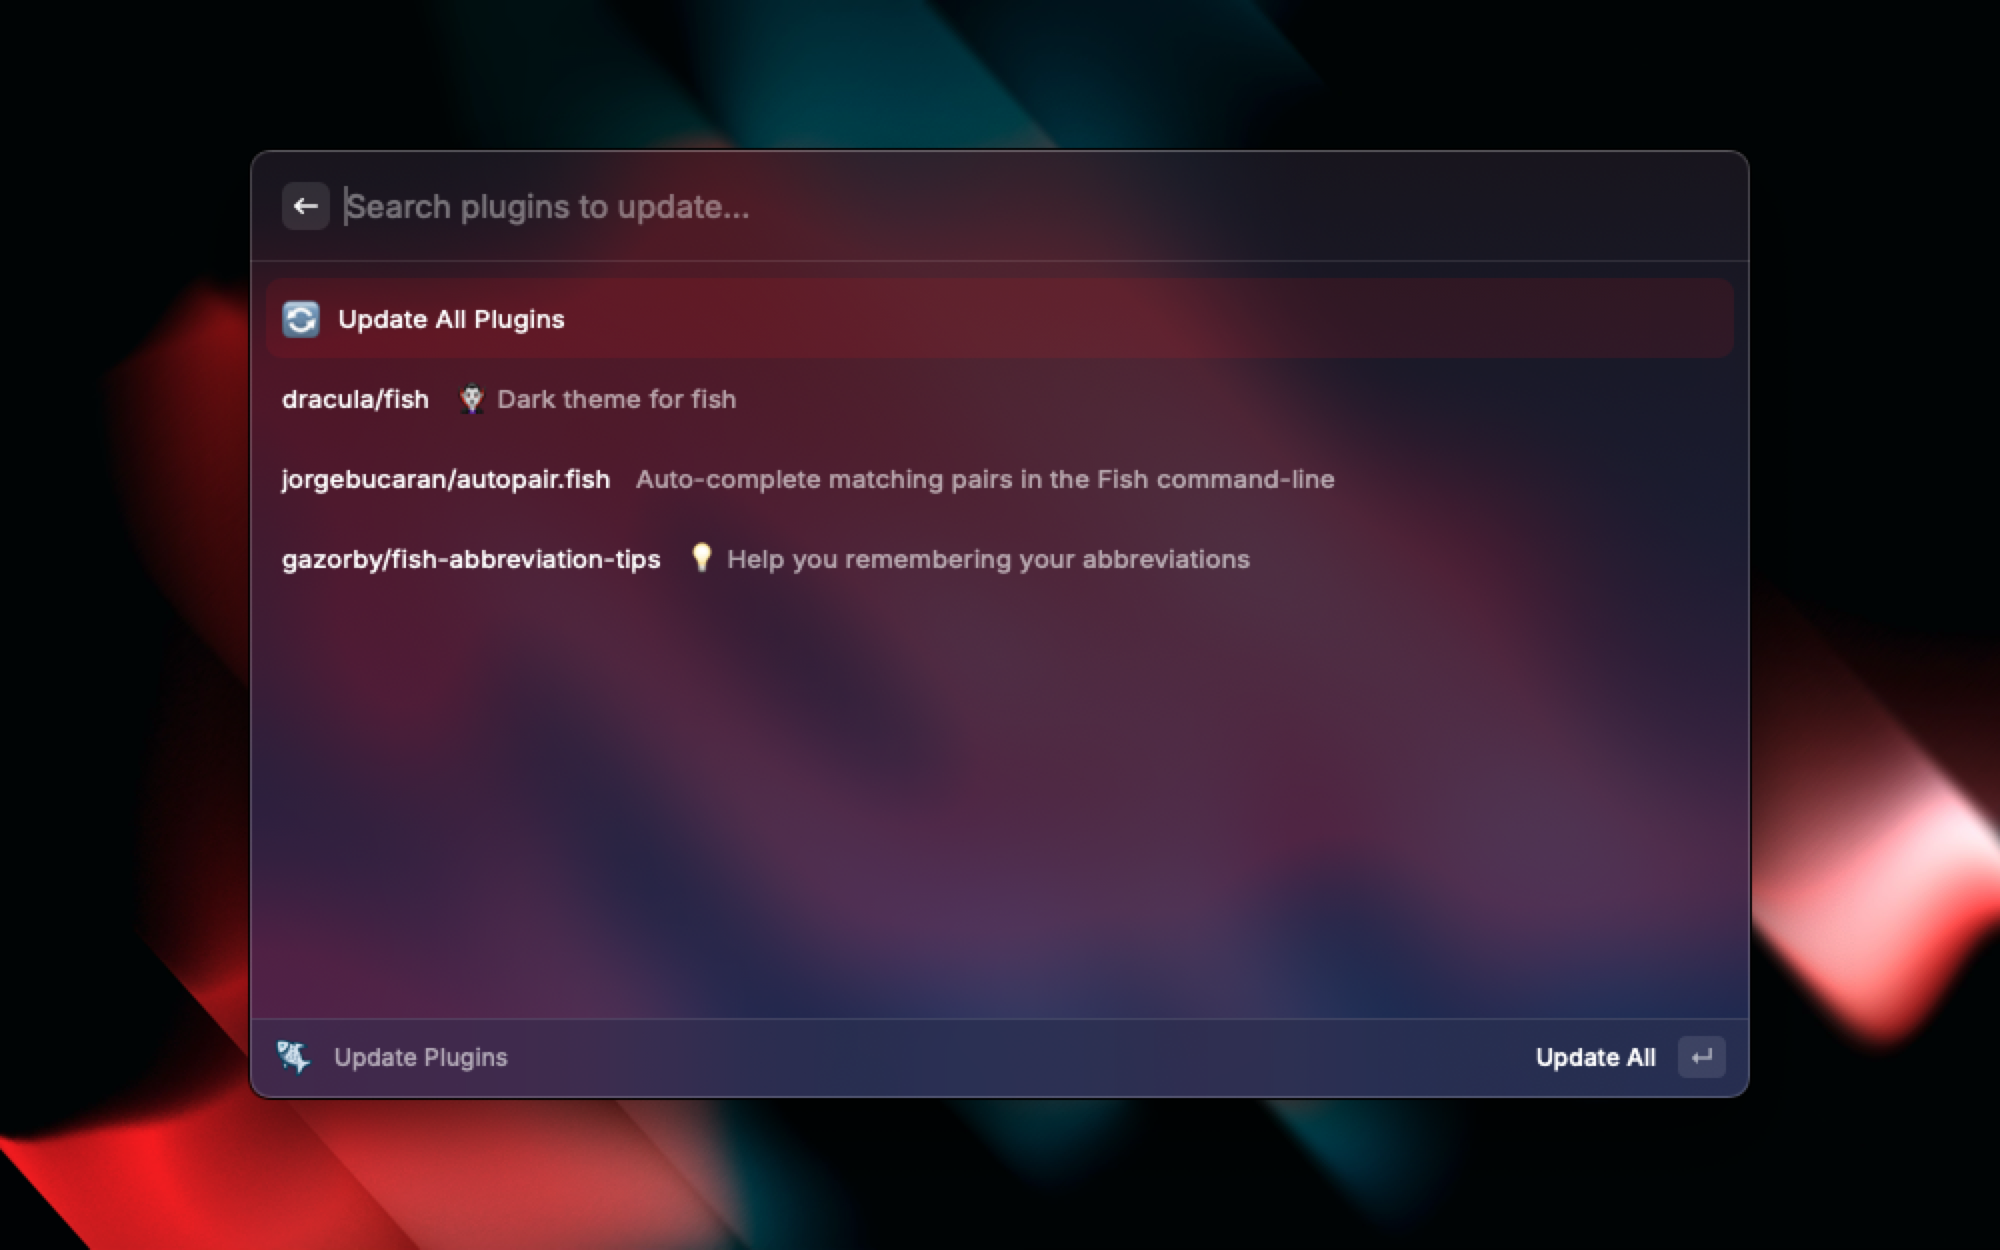 Search plugins to update...
Update All Plugins
dracula/fish 🧛🏻‍♂️ Dark theme for fish
jorgebucaran/autopair.fish Auto-complete matching pairs in the Fish command-line
gazorby/fish-abbreviation-tips 💡 Help you remembering your abbreviations
Update Plugins Update All